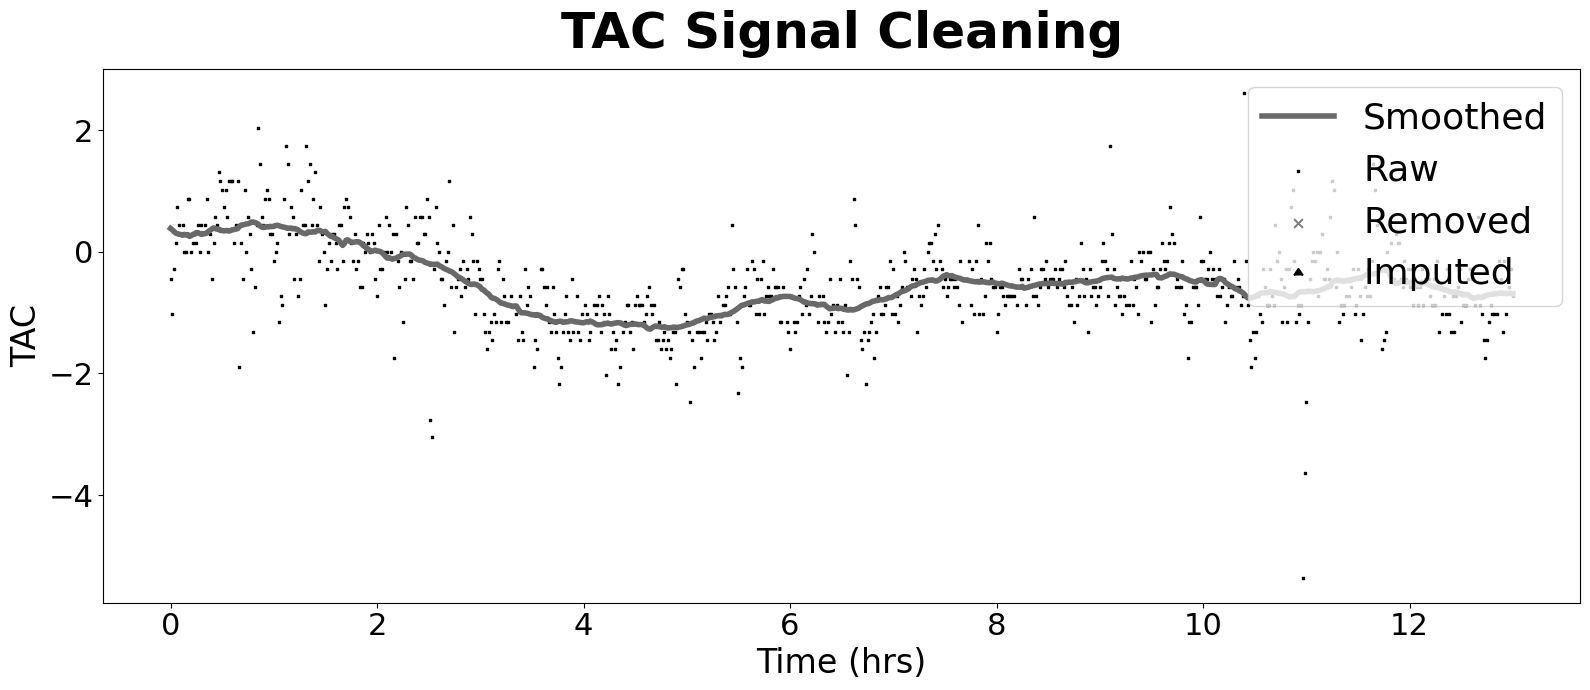 TAC Signal Cleaning
Smoothed
Raw
Removed
Imputed
TAC
2
0
−2
−4
0 2 4 6 8 10 12
Time (hrs)